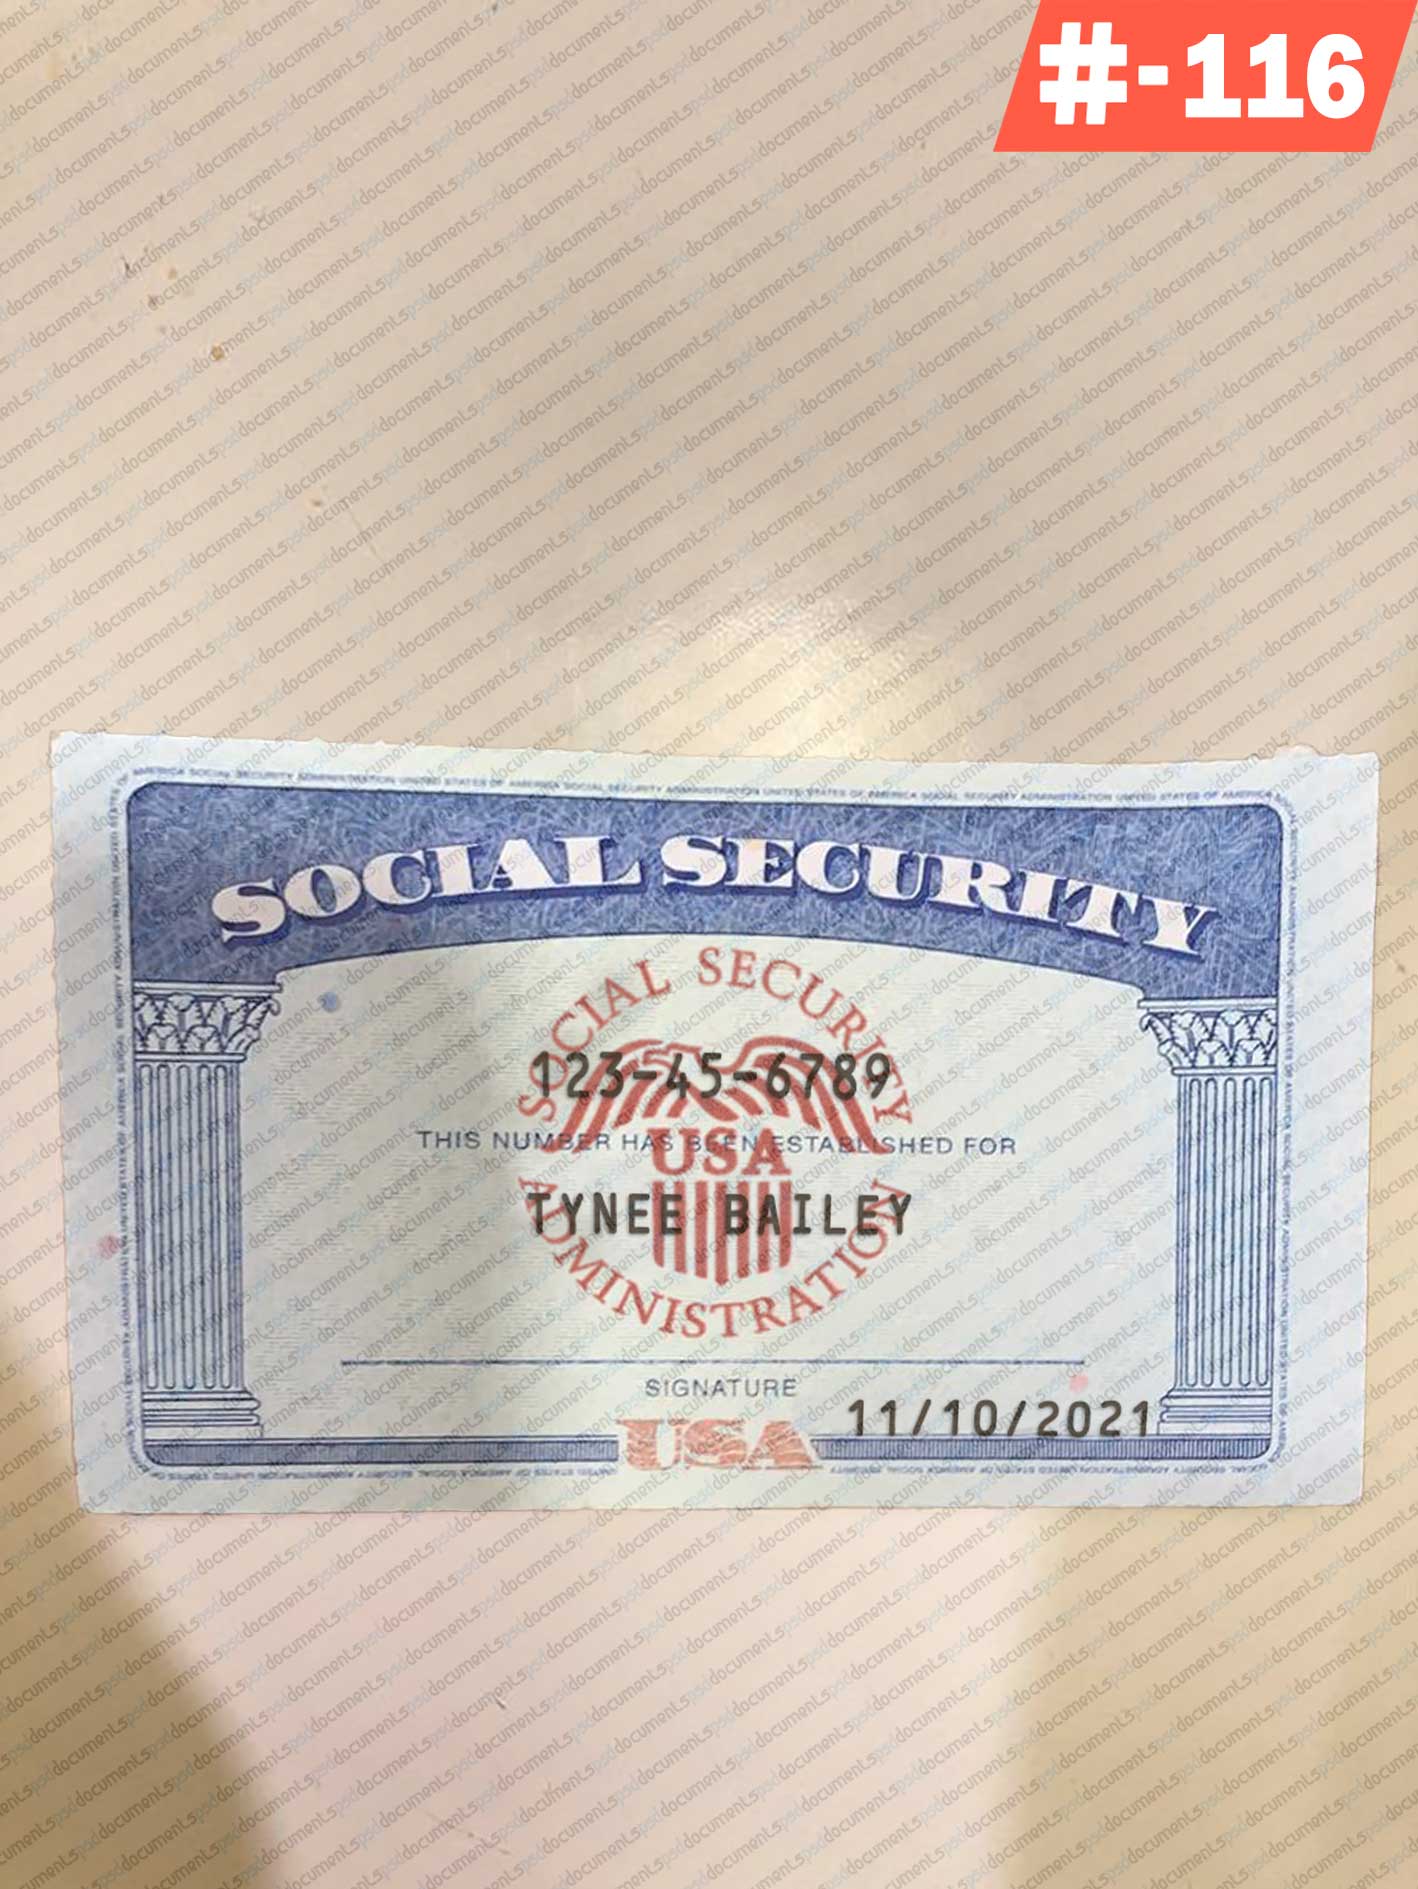 #-116
SOCIAL SECURITY
SOCIAL SECURITY
123-45-6789
THIS NUMBER HAS BEEN ESTABLISHED FOR
USA
TYNEE BAILEY
ADMINISTRATION
SIGNATURE
11/10/2021
USA